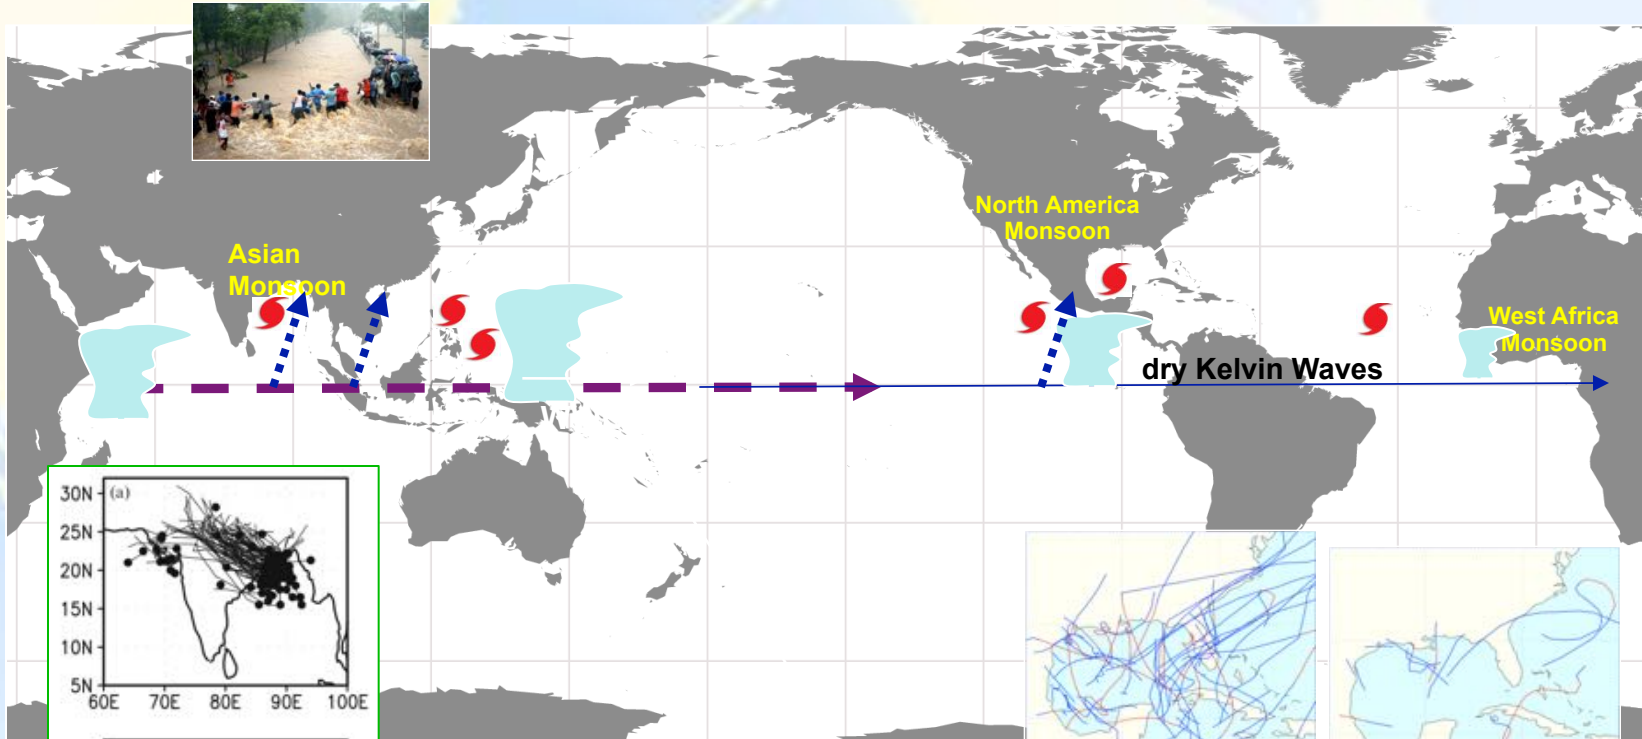 North America
Monsoon
Asian
Monsoon
West Africa
Monsoon
dry Kelvin Waves
(a)
30N
25N
20N
15N
10N
5N
60E 70E 80E 90E 100E